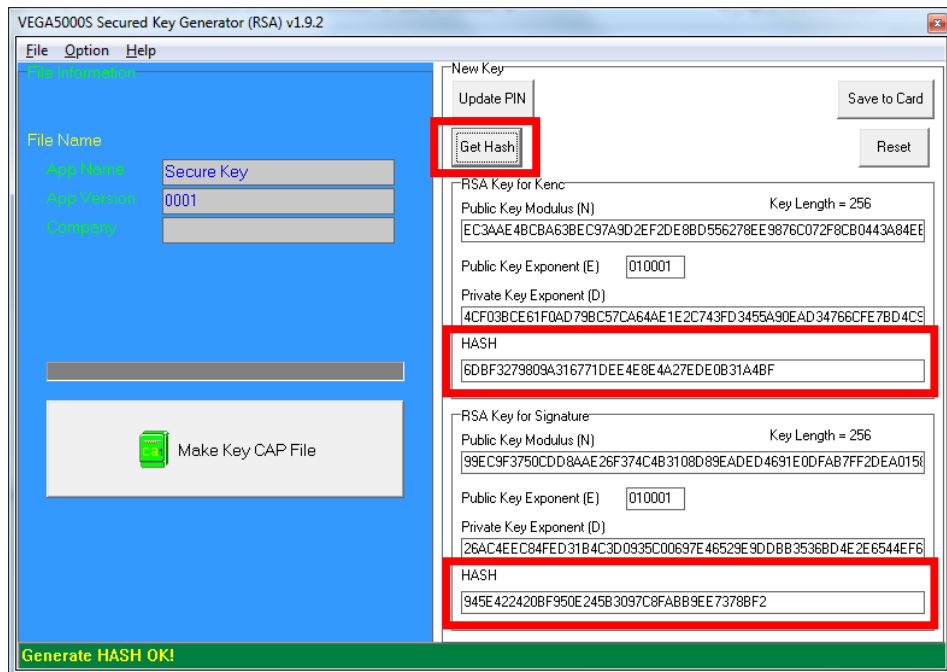 VEGA5000S Secured Key Generator (RSA) v1.9.2
File Option Help
File Information
File Name
App Name
Secure Key
App Version
0001
Company
Make Key CAP File
New Key
Update PIN
Save to Card
Get Hash
Reset
RSA Key for Kenc
Public Key Modulus (N)
Key Length = 256
EC3AAE4BCBA63BEC97A9D2EF2DE8BD556278EE9876C072F8CB0443A84EE
Public Key Exponent (E)
010001
Private Key Exponent (D)
4CF03BCE61F0AD79BC57CA64AE1E2C743FD3455A90EAD34766CFE7BD4C9
HASH
6DBF3279809A316771DEE4E8E4A27EDE0B31A4BF
RSA Key for Signature
Public Key Modulus (N)
Key Length = 256
99EC9F3750CDD8AAE26F374C4B3108D89EADED4691E0DFAB7FF2DEA0158
Public Key Exponent (E)
010001
Private Key Exponent (D)
26AC4EEC84FED31B4C3D0935C00697E46529E9DDBB3536BD4E2E6544EF6
HASH
945E422420BF950E245B3097C8FABB9EE7378BF2
Generate HASH OK!